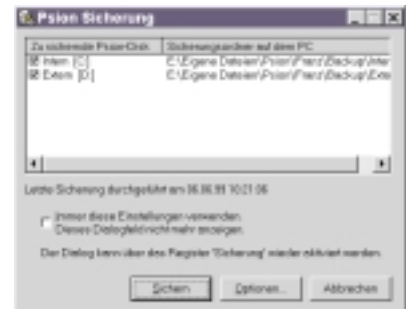 Psion Sicherung
Zu sichernde Psion-Disk Sicherungsordner auf dem PC
Intern [C] E:\Eigene Dateien\Psion\Franz\Backup\Inter
Extern [D] E:\Eigene Dateien\Psion\Franz\Backup\Exte
Letzte Sicherung durchgeführt am 06.06.99 10:21:06
Immer diese Einstellungen verwenden.
Dieses Dialogfeld nicht mehr anzeigen.
Der Dialog kann über das Register "Sicherung" wieder aktiviert werden.
Sichern Optionen... Abbrechen